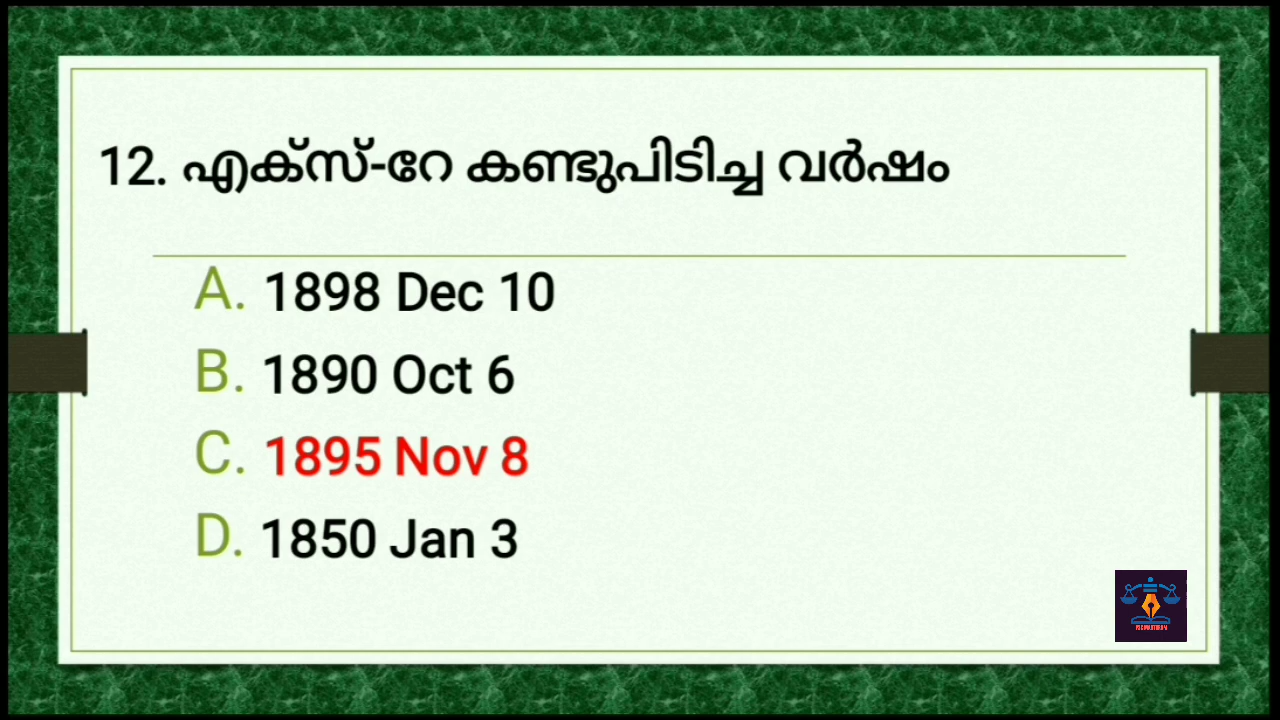 12. എക്സ്-റേ കണ്ടുപിടിച്ച വർഷം
A. 1898 Dec 10
B. 1890 Oct 6
C. 1895 Nov 8
D. 1850 Jan 3